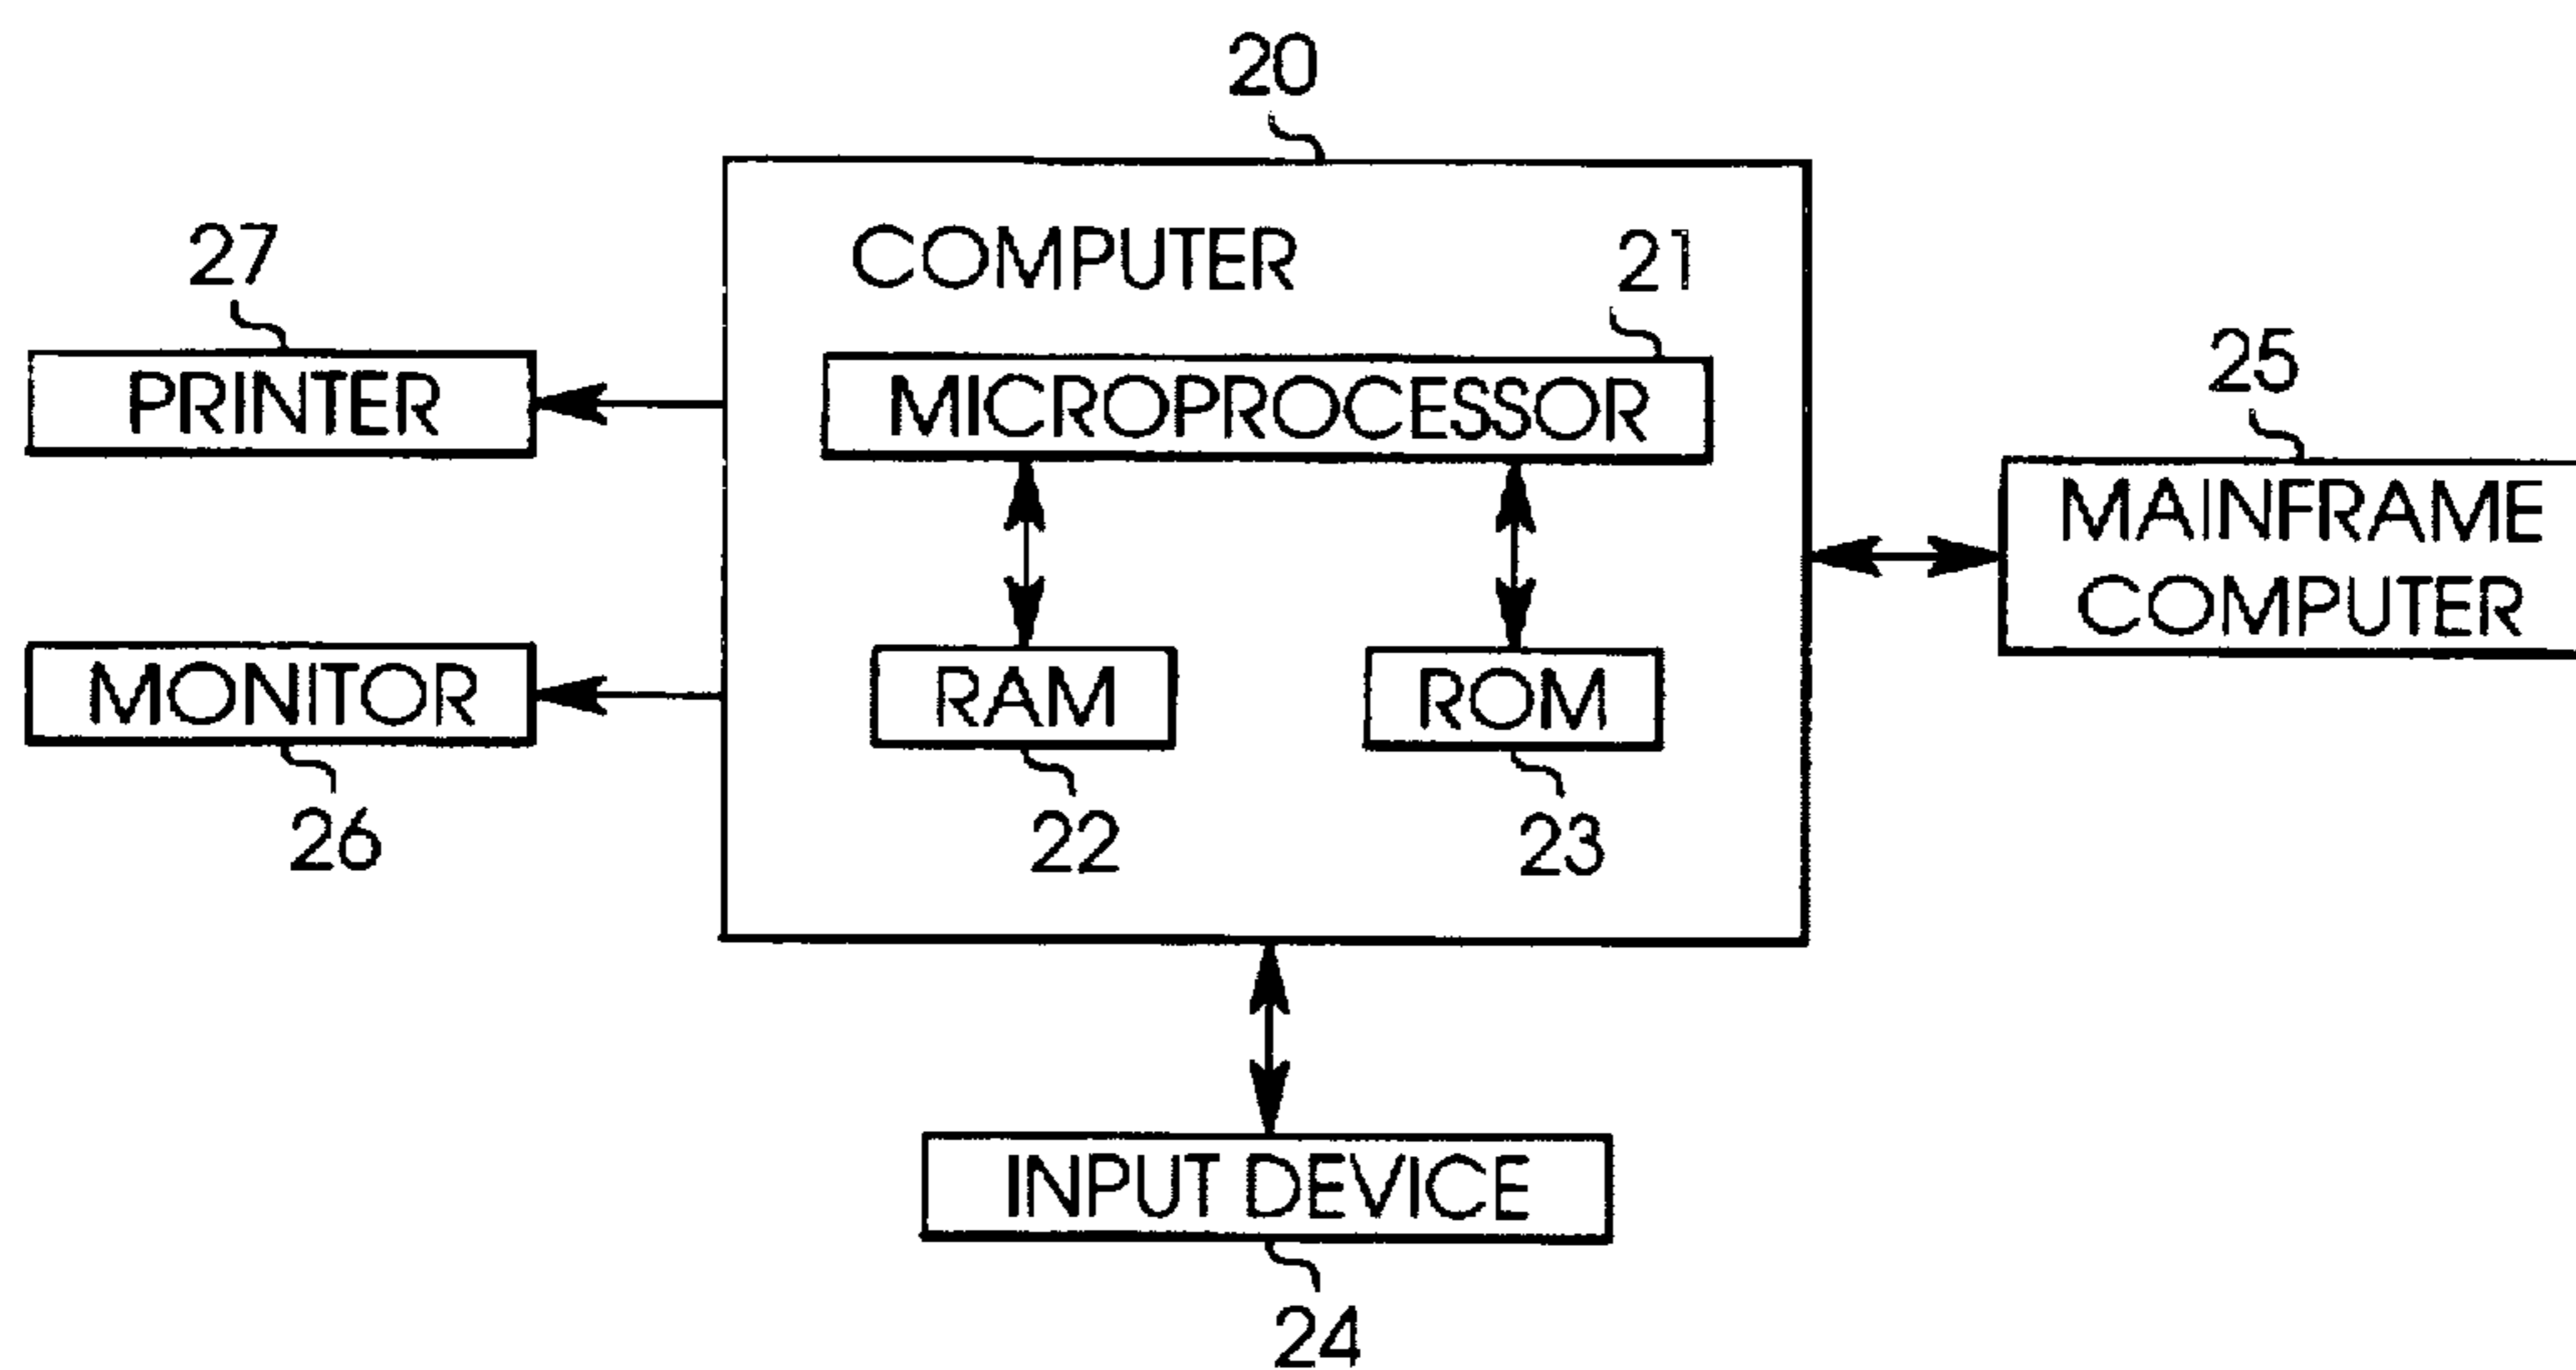 20
COMPUTER
27
21
PRINTER
MICROPROCESSOR
25
MAINFRAME
COMPUTER
MONITOR
RAM
ROM
26
22
23
INPUT DEVICE
24